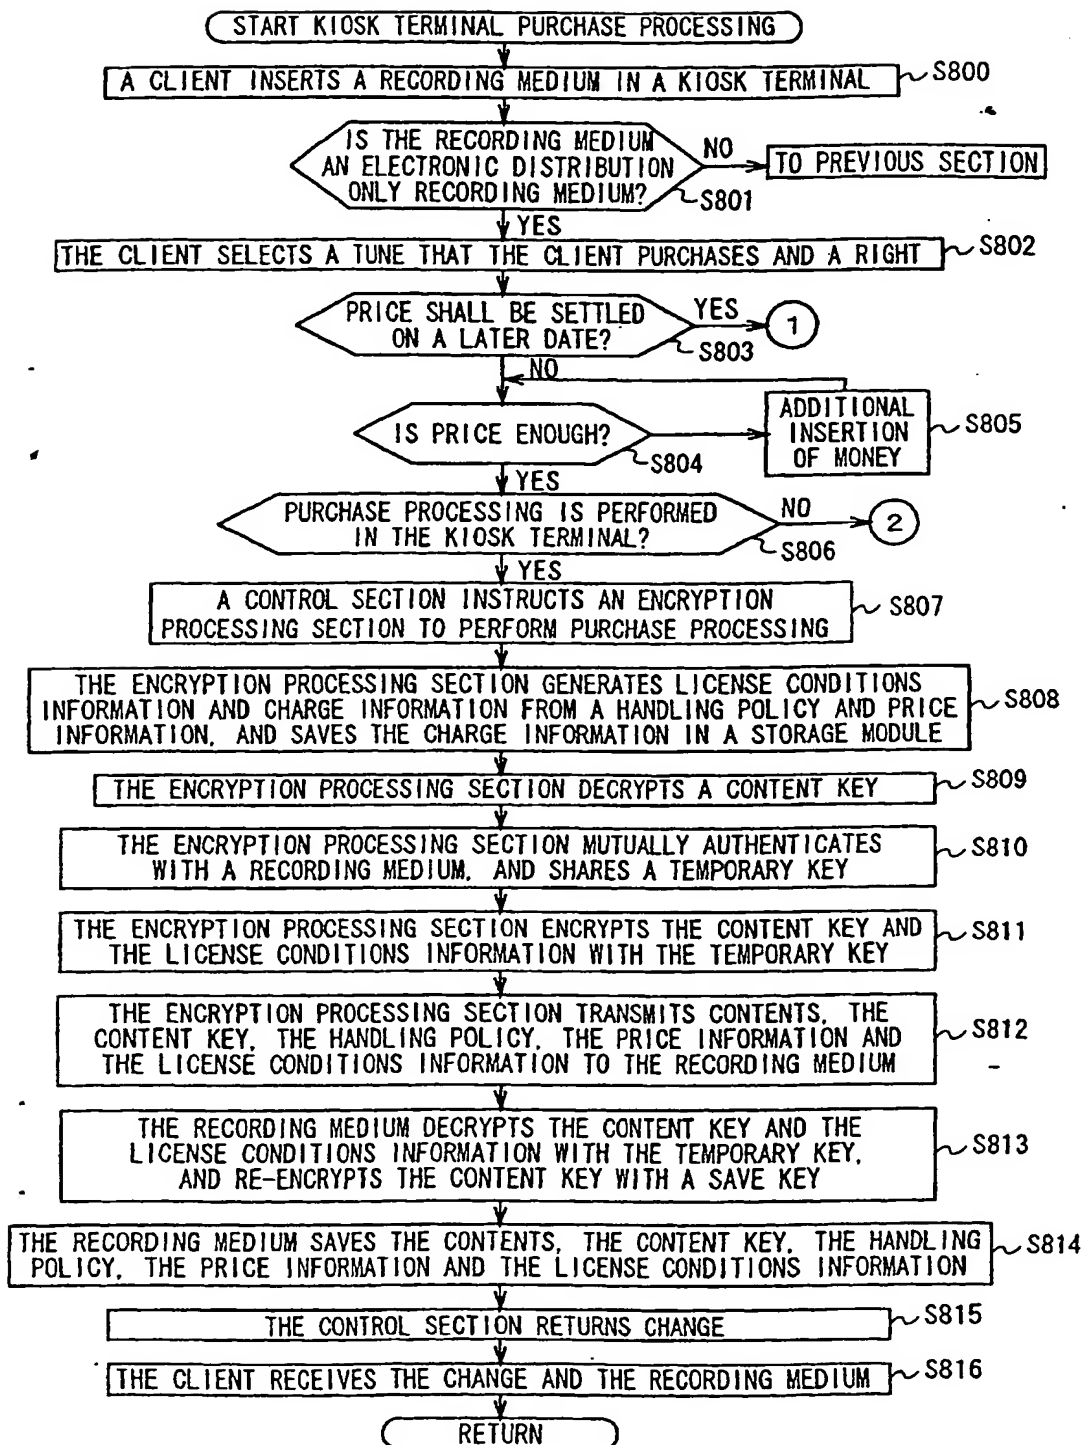 START KIOSK TERMINAL PURCHASE PROCESSING
A CLIENT INSERTS A RECORDING MEDIUM IN A KIOSK TERMINAL
S800
IS THE RECORDING MEDIUM
AN ELECTRONIC DISTRIBUTION
ONLY RECORDING MEDIUM?
NO
TO PREVIOUS SECTION
S801
YES
THE CLIENT SELECTS A TUNE THAT THE CLIENT PURCHASES AND A RIGHT
S802
PRICE SHALL BE SETTLED
ON A LATER DATE?
YES
1
S803
NO
IS PRICE ENOUGH?
S804
ADDITIONAL
INSERTION
OF MONEY
S805
YES
PURCHASE PROCESSING IS PERFORMED
IN THE KIOSK TERMINAL?
NO
2
S806
YES
A CONTROL SECTION INSTRUCTS AN ENCRYPTION
PROCESSING SECTION TO PERFORM PURCHASE PROCESSING
S807
THE ENCRYPTION PROCESSING SECTION GENERATES LICENSE CONDITIONS
INFORMATION AND CHARGE INFORMATION FROM A HANDLING POLICY AND PRICE
INFORMATION, AND SAVES THE CHARGE INFORMATION IN A STORAGE MODULE
S808
THE ENCRYPTION PROCESSING SECTION DECRYPTS A CONTENT KEY
S809
THE ENCRYPTION PROCESSING SECTION MUTUALLY AUTHENTICATES
WITH A RECORDING MEDIUM, AND SHARES A TEMPORARY KEY
S810
THE ENCRYPTION PROCESSING SECTION ENCRYPTS THE CONTENT KEY AND
THE LICENSE CONDITIONS INFORMATION WITH THE TEMPORARY KEY
S811
THE ENCRYPTION PROCESSING SECTION TRANSMITS CONTENTS, THE
CONTENT KEY, THE HANDLING POLICY, THE PRICE INFORMATION AND
THE LICENSE CONDITIONS INFORMATION TO THE RECORDING MEDIUM
S812
THE RECORDING MEDIUM DECRYPTS THE CONTENT KEY AND THE
LICENSE CONDITIONS INFORMATION WITH THE TEMPORARY KEY,
AND RE-ENCRYPTS THE CONTENT KEY WITH A SAVE KEY
S813
THE RECORDING MEDIUM SAVES THE CONTENTS, THE CONTENT KEY, THE HANDLING
POLICY, THE PRICE INFORMATION AND THE LICENSE CONDITIONS INFORMATION
S814
THE CONTROL SECTION RETURNS CHANGE
S815
THE CLIENT RECEIVES THE CHANGE AND THE RECORDING MEDIUM
S816
RETURN